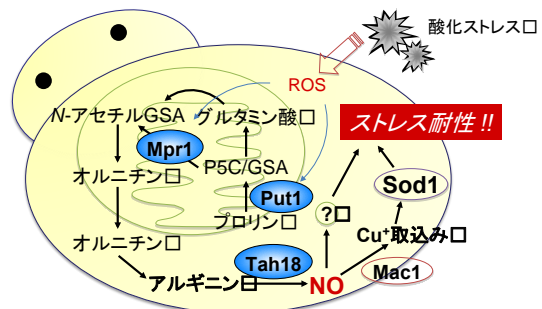 酸化ストレス□
ROS
N-アセチルGSA
グルタミン酸□
ストレス耐性 !!
Mpr1
P5C/GSA
オルニチン□
Sod1
Put1
プロリン□
?□
オルニチン□
Cu+取込み□
Tah18
Mac1
アルギニン□
NO